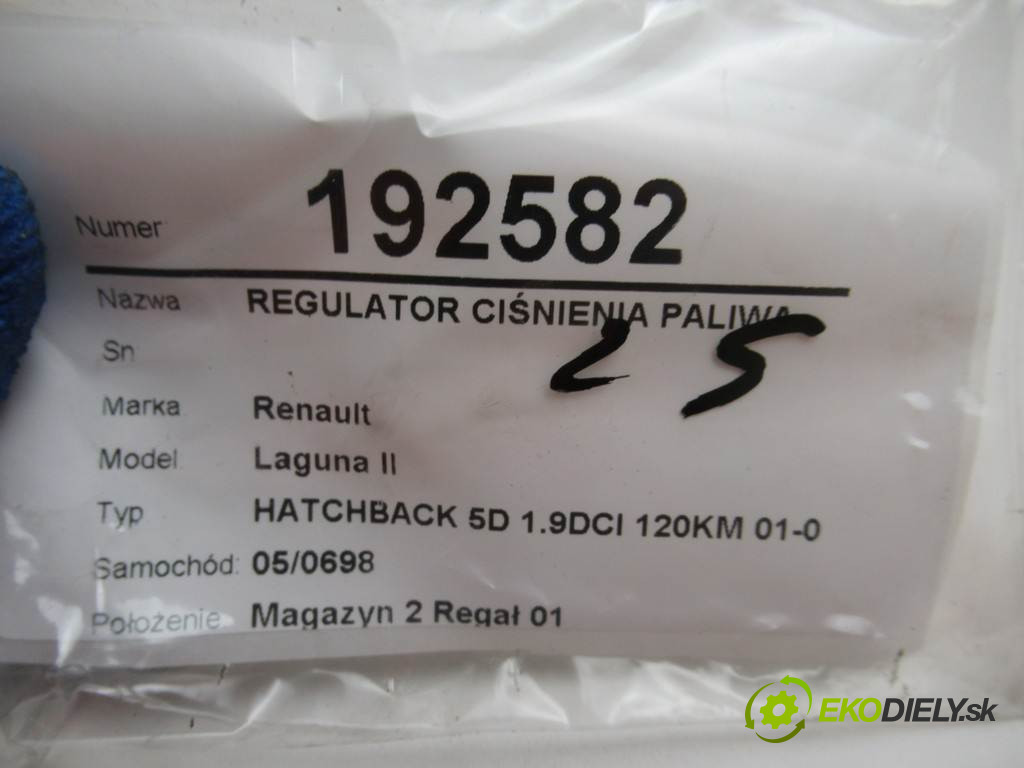 Numer 192582
Nazwa REGULATOR CIŚNIENIA PALIWA
25
Sn
Marka Renault
Model Laguna II
Typ HATCHBACK 5D 1.9DCI 120KM 01-0
Samochód: 05/0698
Położenie Magazyn 2 Regał 01
EKODIELY.sk